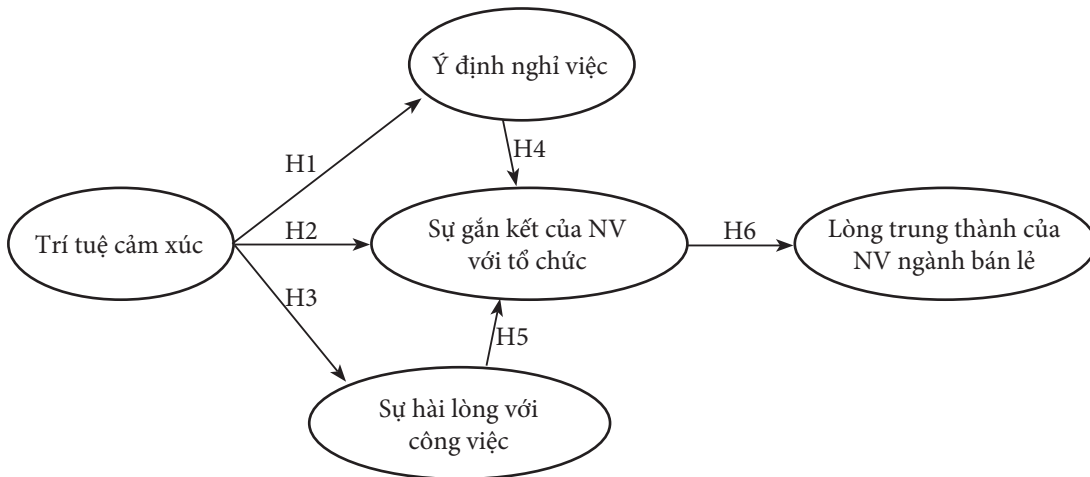 Ý định nghỉ việc
H1
H4
Trí tuệ cảm xúc
H2
Sự gắn kết của NV
với tổ chức
H6
Lòng trung thành của
NV ngành bán lẻ
H3
H5
Sự hài lòng với
công việc